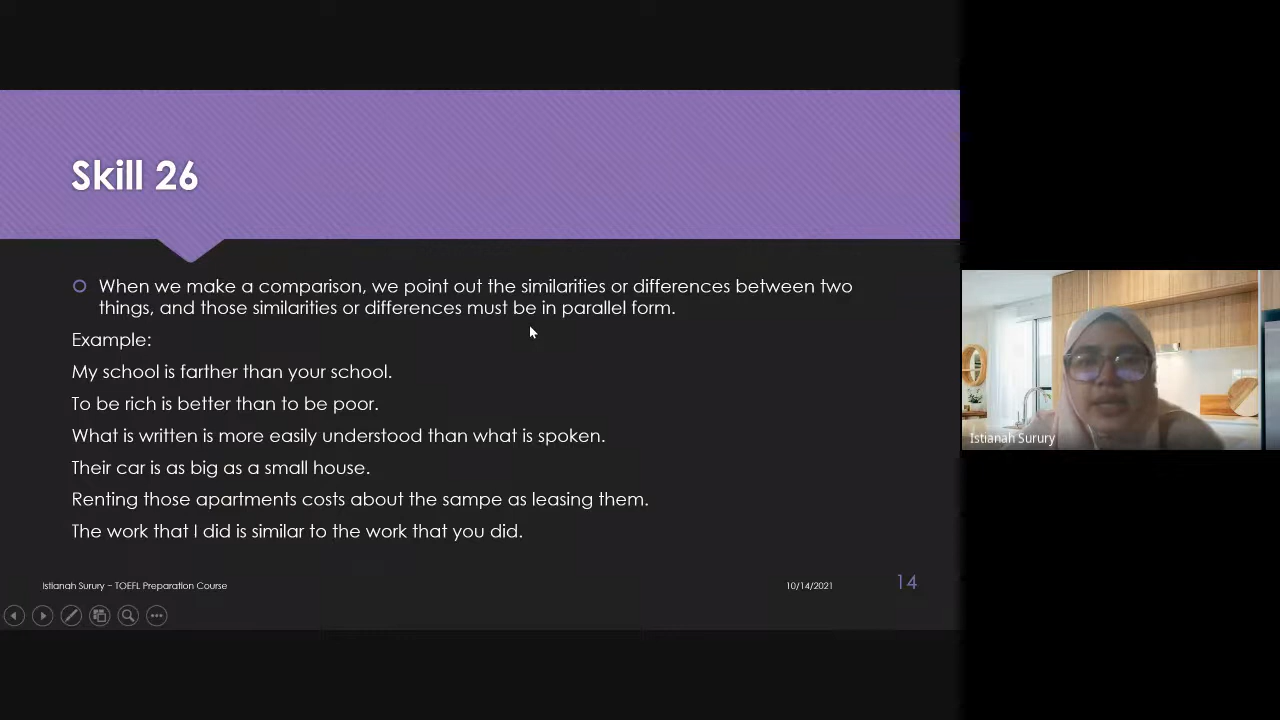 Skill 26
When we make a comparison, we point out the similarities or differences between two
things, and those similarities or differences must be in parallel form.
Example:
My school is farther than your school.
To be rich is better than to be poor.
What is written is more easily understood than what is spoken.
Their car is as big as a small house.
Renting those apartments costs about the sampe as leasing them.
The work that I did is similar to the work that you did.
Istianah Surury – TOEFL Preparation Course
10/14/2021
14
Istianah Surury